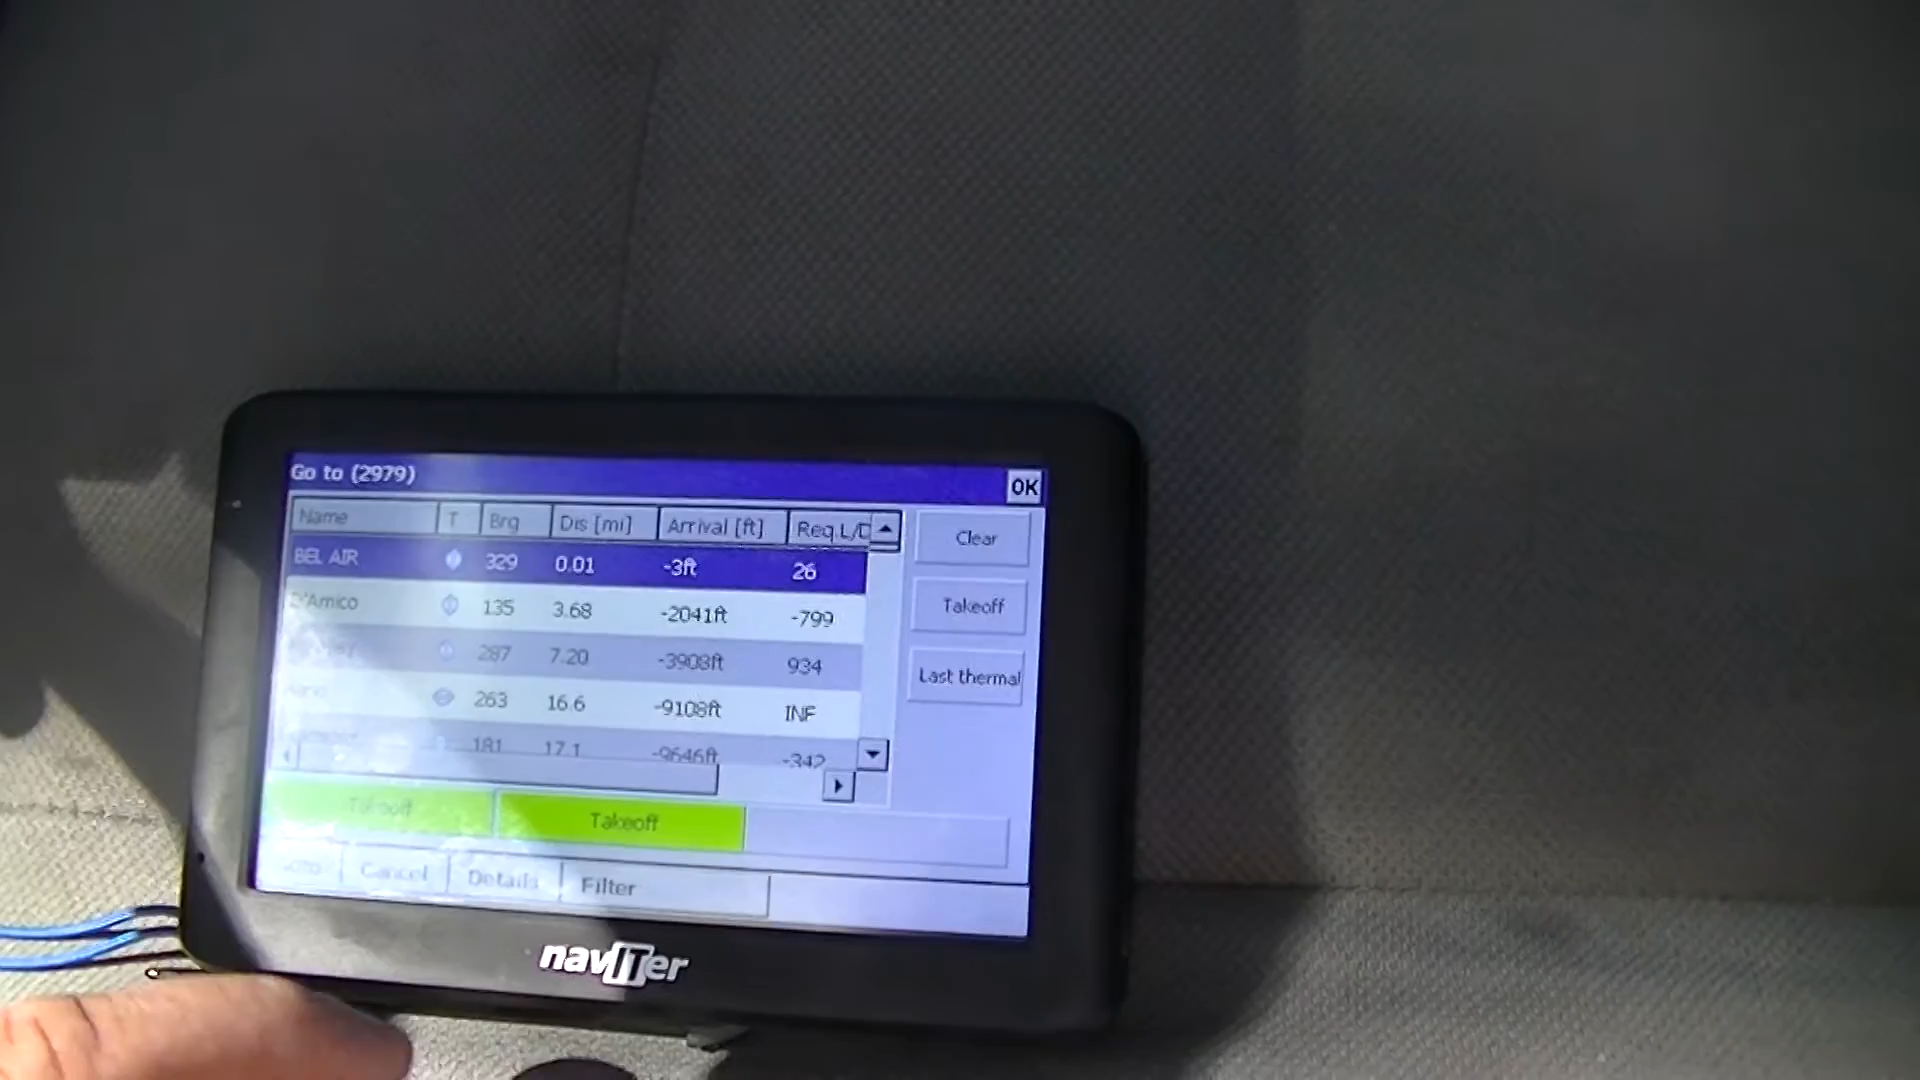 Go to (2979) OK
Name T Brg Dis [mi] Arrival [ft] Req.L/D
BEL AIR 329 0.01 -3ft 26
D'Amico 135 3.68 -2041ft -799
287 7.20 -3908ft 934
263 16.6 -9108ft INF
181 17.1 -9646ft -342
Clear
Takeoff
Last thermal
Takeoff Takeoff
Goto Cancel Details Filter
naviter